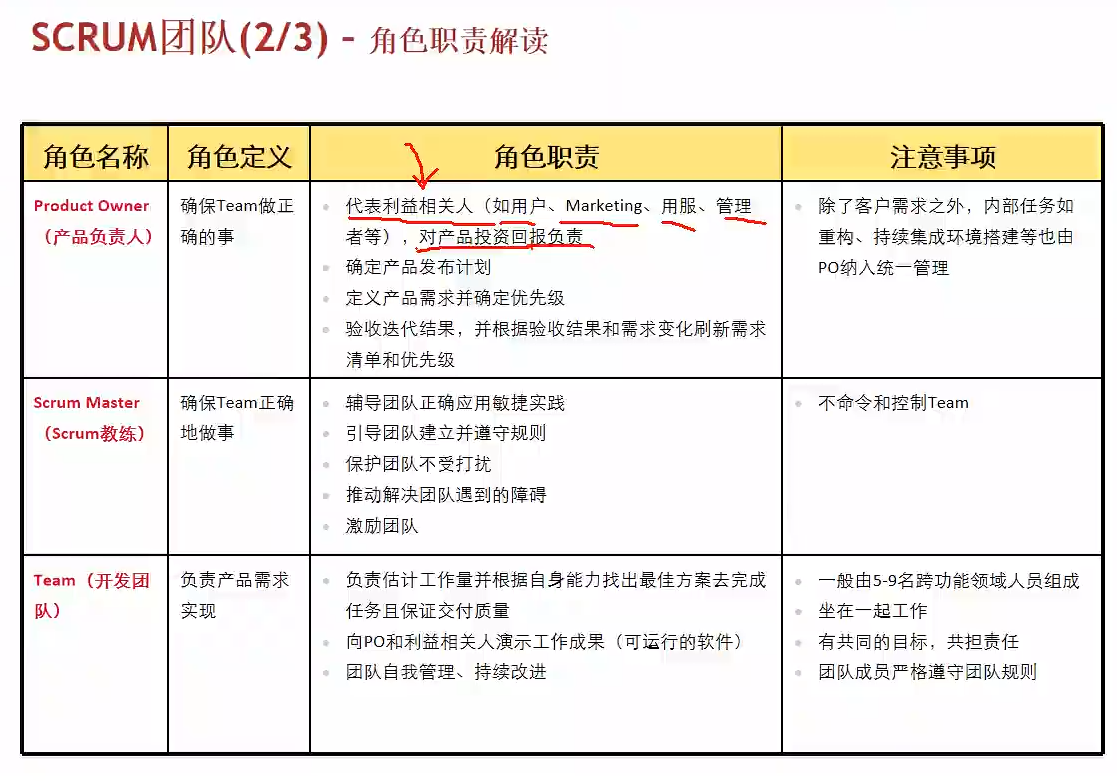 SCRUM团队(2/3) - 角色职责解读
角色名称
角色定义
角色职责
注意事项
Product Owner
（产品负责人）
确保Team做正
确的事
代表利益相关人（如用户、Marketing、用服、管理
者等），对产品投资回报负责
确定产品发布计划
定义产品需求并确定优先级
验收迭代结果，并根据验收结果和需求变化刷新需求
清单和优先级
除了客户需求之外，内部任务如
重构、持续集成环境搭建等也由
PO纳入统一管理
Scrum Master
（Scrum教练）
确保Team正确
地做事
辅导团队正确应用敏捷实践
引导团队建立并遵守规则
保护团队不受打扰
推动解决团队遇到的障碍
激励团队
不命令和控制Team
Team（开发团
队）
负责产品需求
实现
负责估计工作量并根据自身能力找出最佳方案去完成
任务且保证交付质量
向PO和利益相关人演示工作成果（可运行的软件）
团队自我管理、持续改进
一般由5-9名跨功能领域人员组成
坐在一起工作
有共同的目标，共担责任
团队成员严格遵守团队规则